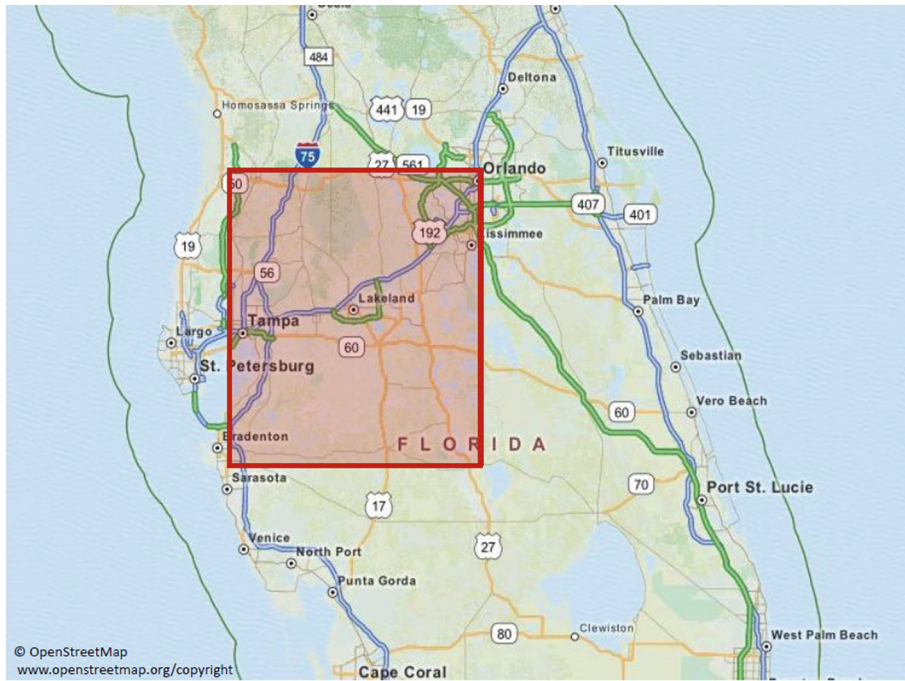 Ocala
484
Deltona
Homosassa Springs
441
19
75
Titusville
27
561
Orlando
50
407
401
192
Kissimmee
19
56
Lakeland
Palm Bay
Tampa
Largo
60
Sebastian
St. Petersburg
Vero Beach
60
Bradenton
FLORIDA
Sarasota
70
Port St. Lucie
17
Venice
27
North Port
Punta Gorda
Clewiston
80
West Palm Beach
© OpenStreetMap
www.openstreetmap.org/copyright
Cape Coral